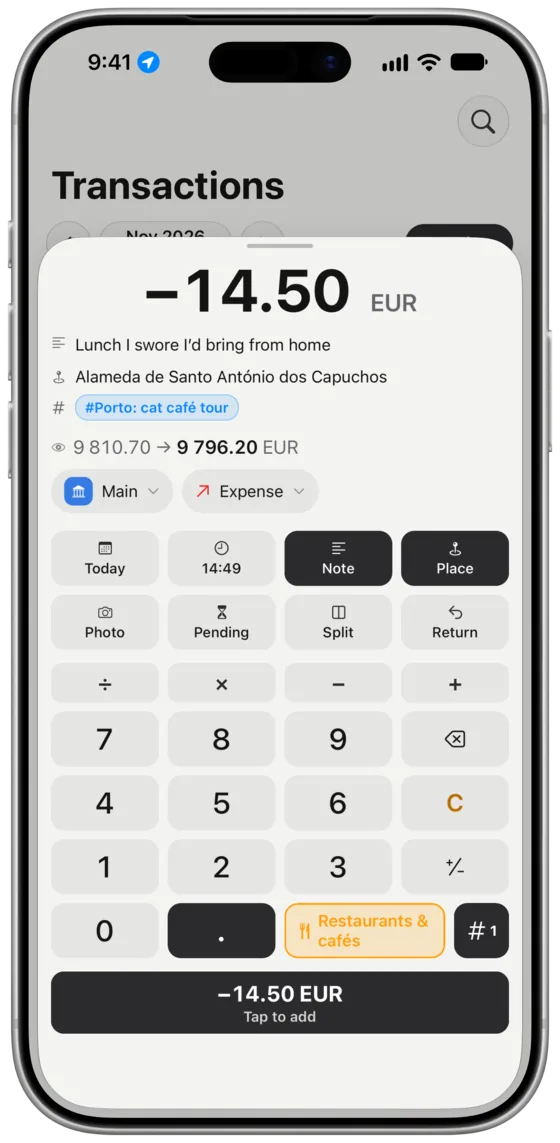 9:41
Transactions
Nov 2026
−14.50 EUR
Lunch I swore I’d bring from home
Alameda de Santo António dos Capuchos
# #Porto: cat café tour
9 810.70 → 9 796.20 EUR
Main Expense
Today 14:49 Note Place
Photo Pending Split Return
÷ × − +
7 8 9
4 5 6 C
1 2 3 +/−
0 . Restaurants & # 1
cafés
−14.50 EUR
Tap to add